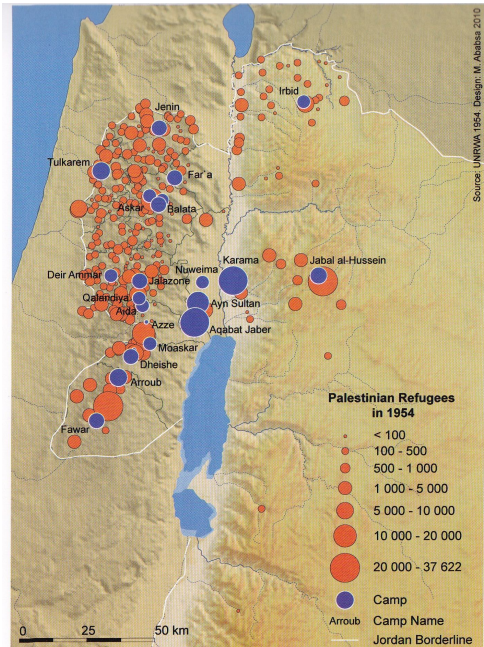 Source: UNRWA 1954. Design: M. Ababsa 2010
Irbid
Jenin
Tulkarem
Far`a
Askar
Balata
Karama
Jabal al-Hussein
Nuweima
Deir Ammar
Jalazone
Qalandiya
Ayn Sultan
Aida
Azze
Aqabat Jaber
Moaskar
Dheishe
Arroub
Fawar
Palestinian Refugees
in 1954
< 100
100 - 500
500 - 1 000
1 000 - 5 000
5 000 - 10 000
10 000 - 20 000
20 000 - 37 622
Camp
Arroub Camp Name
Jordan Borderline
0 25 50 km